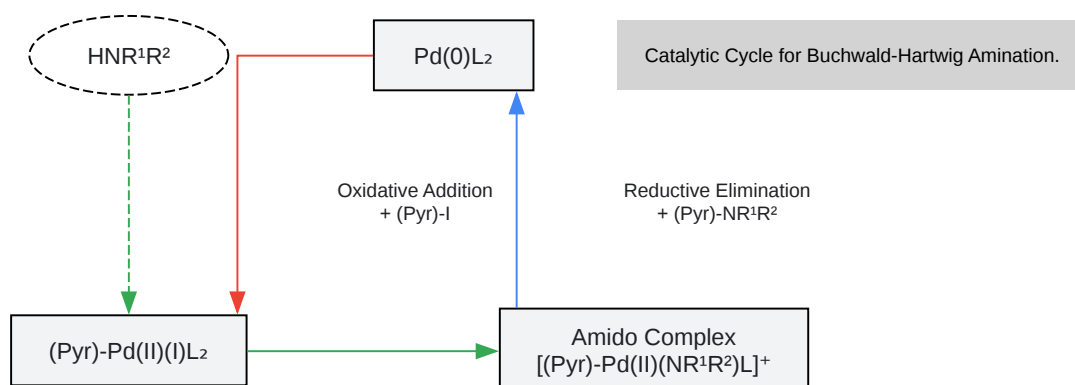 HNR¹R²
Pd(0)L₂
Catalytic Cycle for Buchwald-Hartwig Amination.
Oxidative Addition
+ (Pyr)-I
Reductive Elimination
+ (Pyr)-NR¹R²
(Pyr)-Pd(II)(I)L₂
Amido Complex
[(Pyr)-Pd(II)(NR¹R²)L]⁺